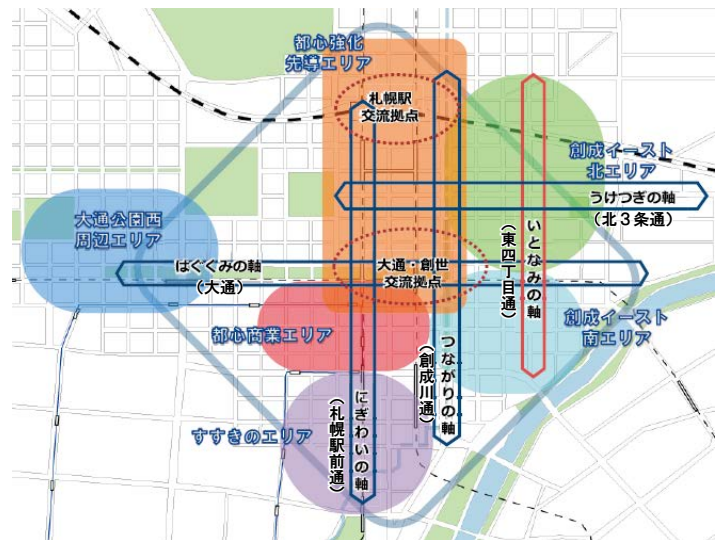 都心強化
先導エリア
札幌駅
交流拠点
創成イースト
北エリア
うけつぎの軸
（北３条通）
大通公園西
周辺エリア
はぐくみの軸
（大通）
大通・創世
交流拠点
いとなみの軸
（東四丁目通）
創成イースト
南エリア
都心商業エリア
つながりの軸
（創成川通）
すすきのエリア
にぎわいの軸
（札幌駅前通）